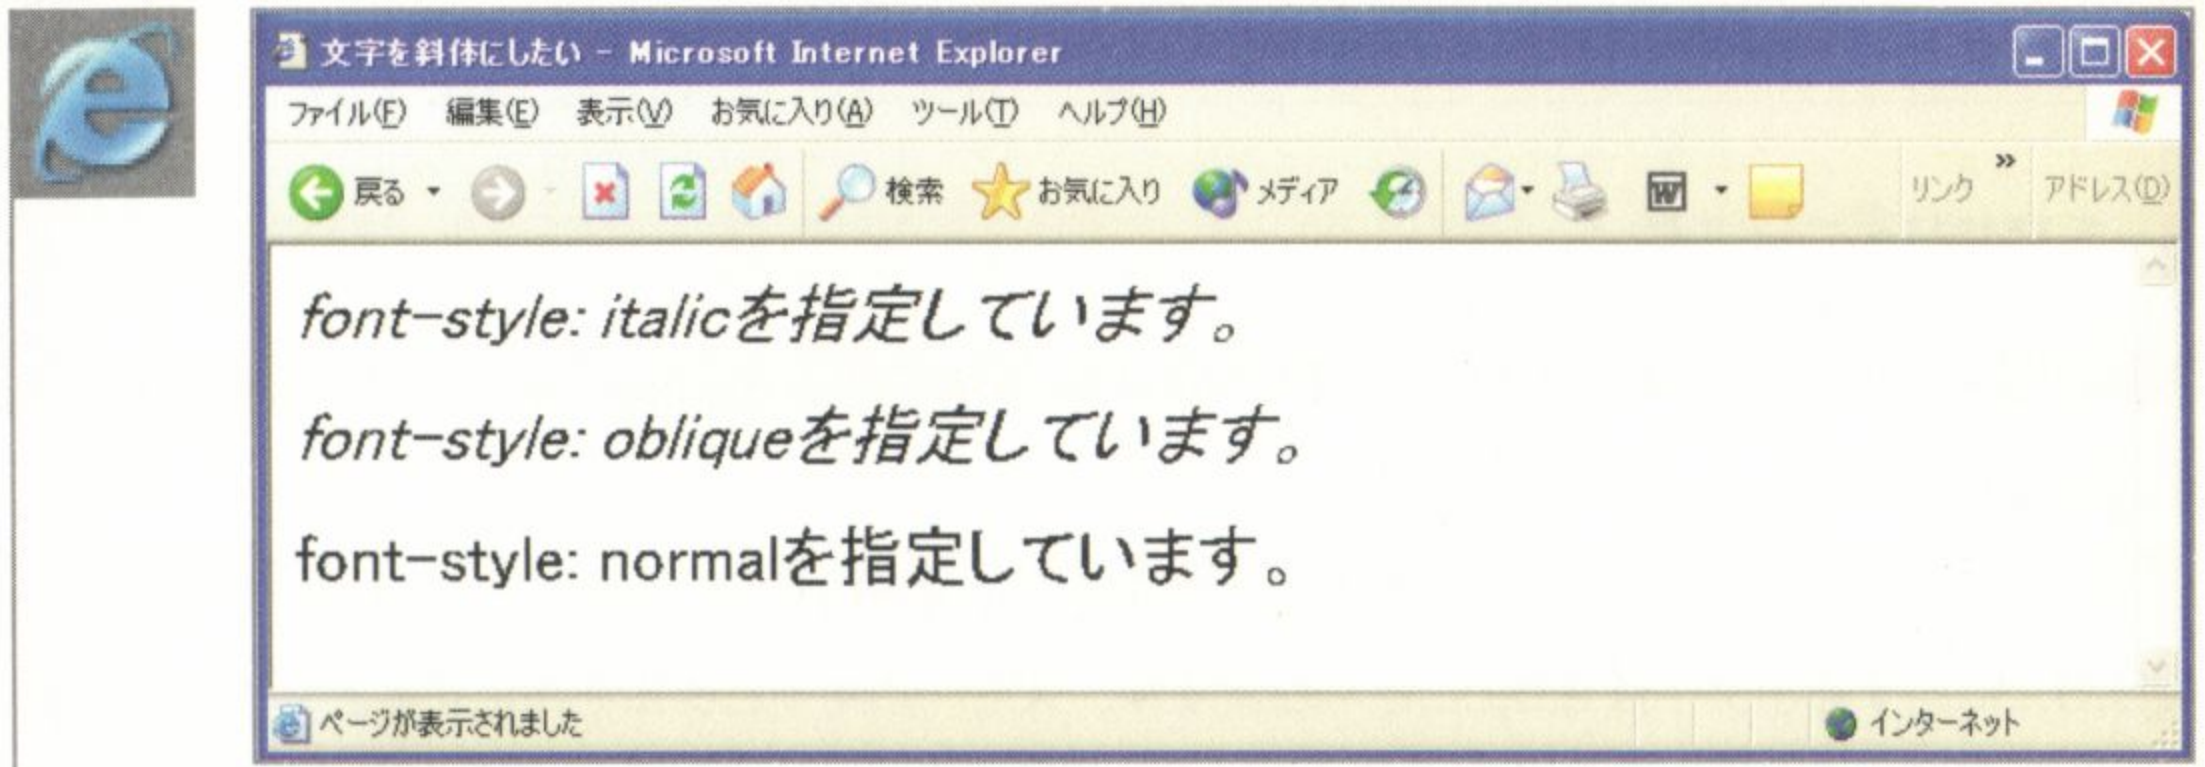 文字を斜体にしたい - Microsoft Internet Explorer
ファイル(F) 編集(E) 表示(V) お気に入り(A) ツール(T) ヘルプ(H)
戻る 検索 お気に入り メディア W リンク » アドレス(D)
font-style: italicを指定しています。
font-style: obliqueを指定しています。
font-style: normalを指定しています。
ページが表示されました インターネット